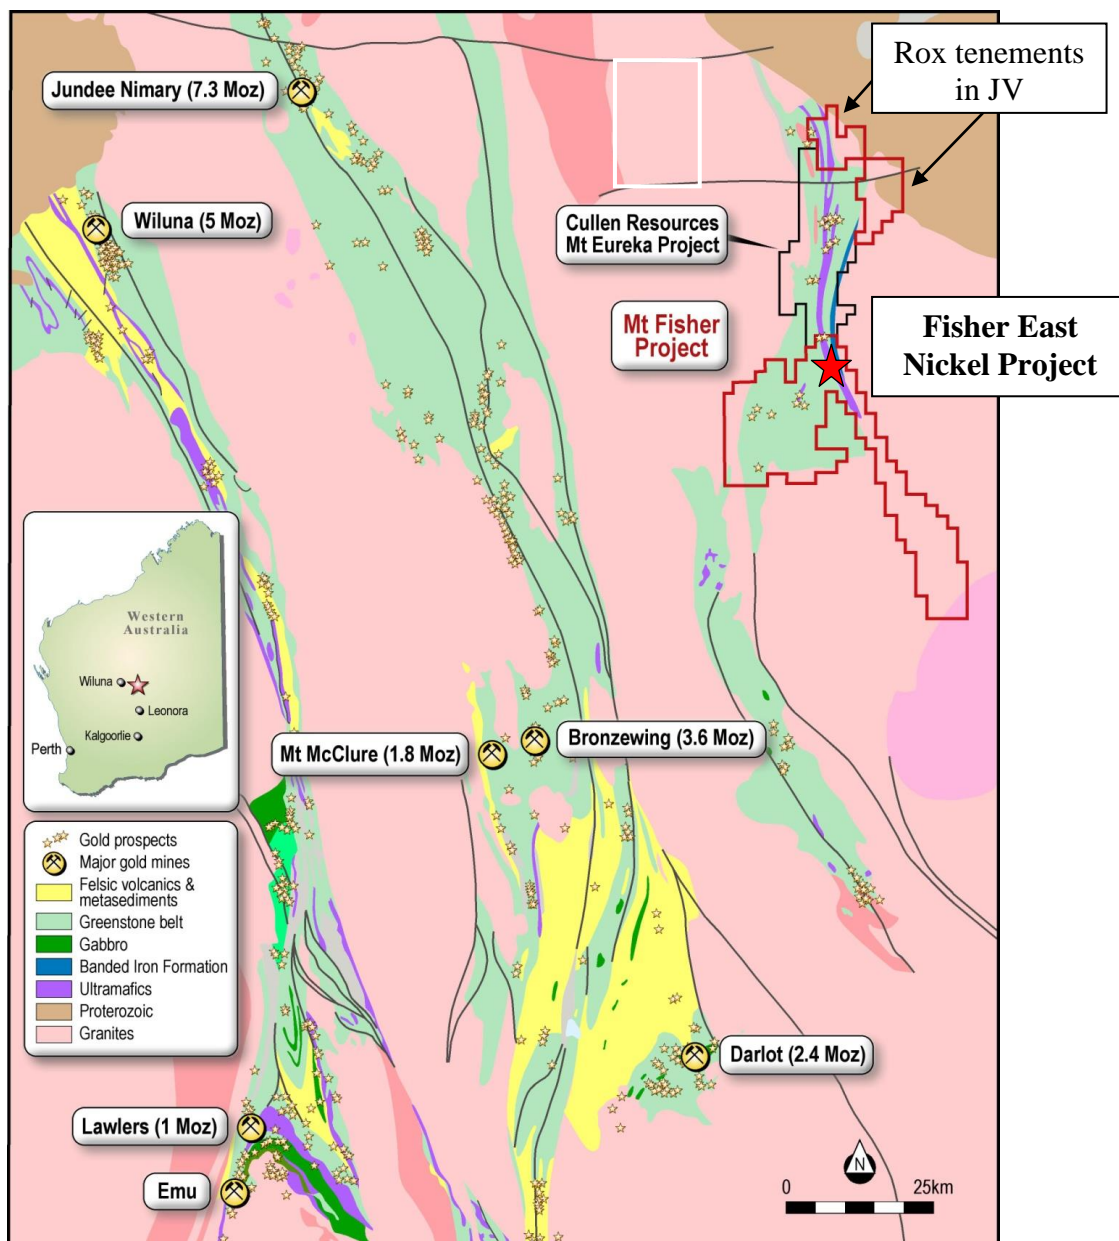 Rox tenements
in JV
Jundee Nimary (7.3 Moz)
Wiluna (5 Moz)
Cullen Resources
Mt Eureka Project
Mt Fisher
Project
Fisher East
Nickel Project
Western
Australia
Wiluna
Leonora
Kalgoorlie
Perth
Mt McClure (1.8 Moz)
Bronzewing (3.6 Moz)
Gold prospects
Major gold mines
Felsic volcanics &
metasediments
Greenstone belt
Gabbro
Banded Iron Formation
Ultramafics
Proterozoic
Granites
Darlot (2.4 Moz)
Lawlers (1 Moz)
Emu
N
0 25km